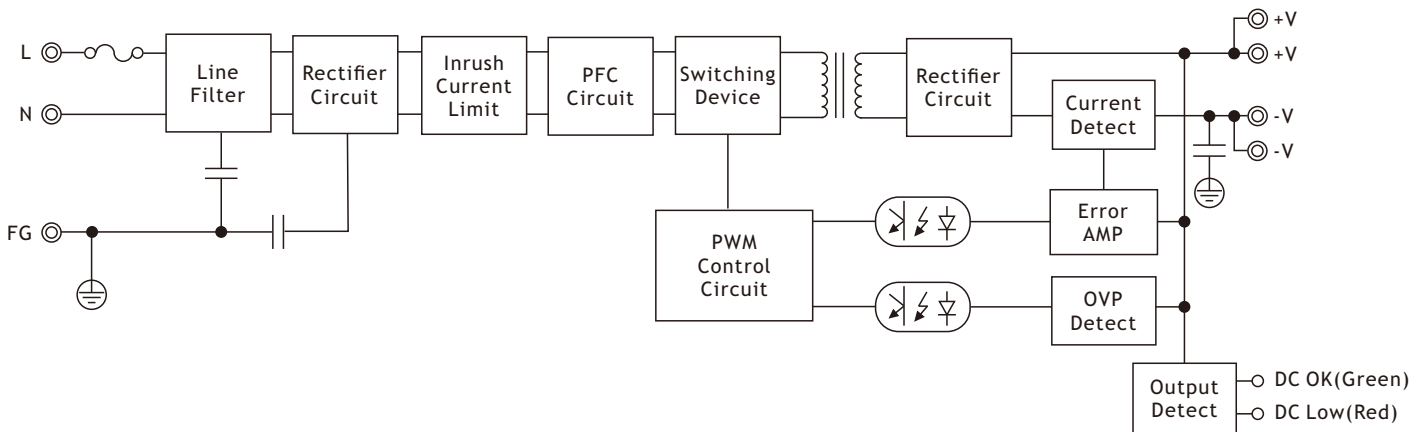 L
N
FG
Line
Filter
Rectifier
Circuit
Inrush
Current
Limit
PFC
Circuit
Switching
Device
Rectifier
Circuit
Current
Detect
+V
+V
-V
-V
PWM
Control
Circuit
Error
AMP
OVP
Detect
Output
Detect
DC OK(Green)
DC Low(Red)